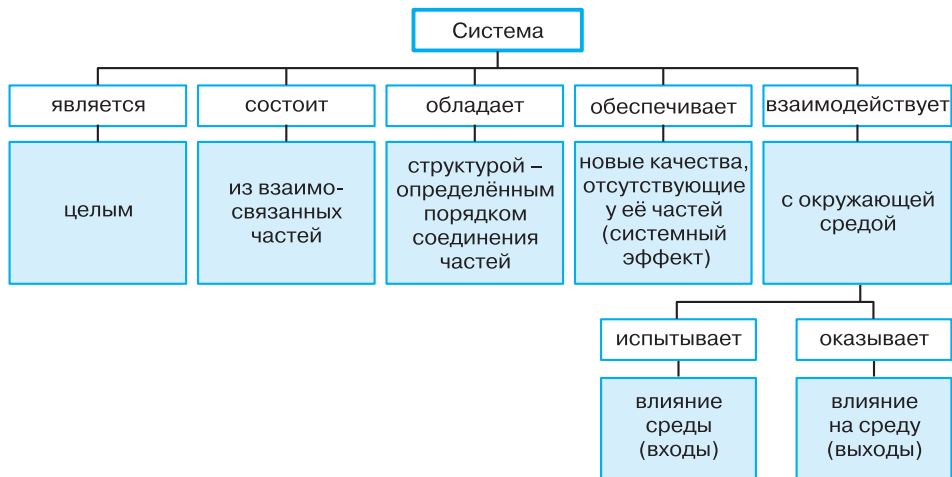 Система
является
состоит
обладает
обеспечивает
взаимодействует
целым
из взаимо-
связанных
частей
структурой –
определённым
порядком
соединения
частей
новые качества,
отсутствующие
у её частей
(системный
эффект)
с окружающей
средой
испытывает
оказывает
влияние
среды
(входы)
влияние
на среду
(выходы)